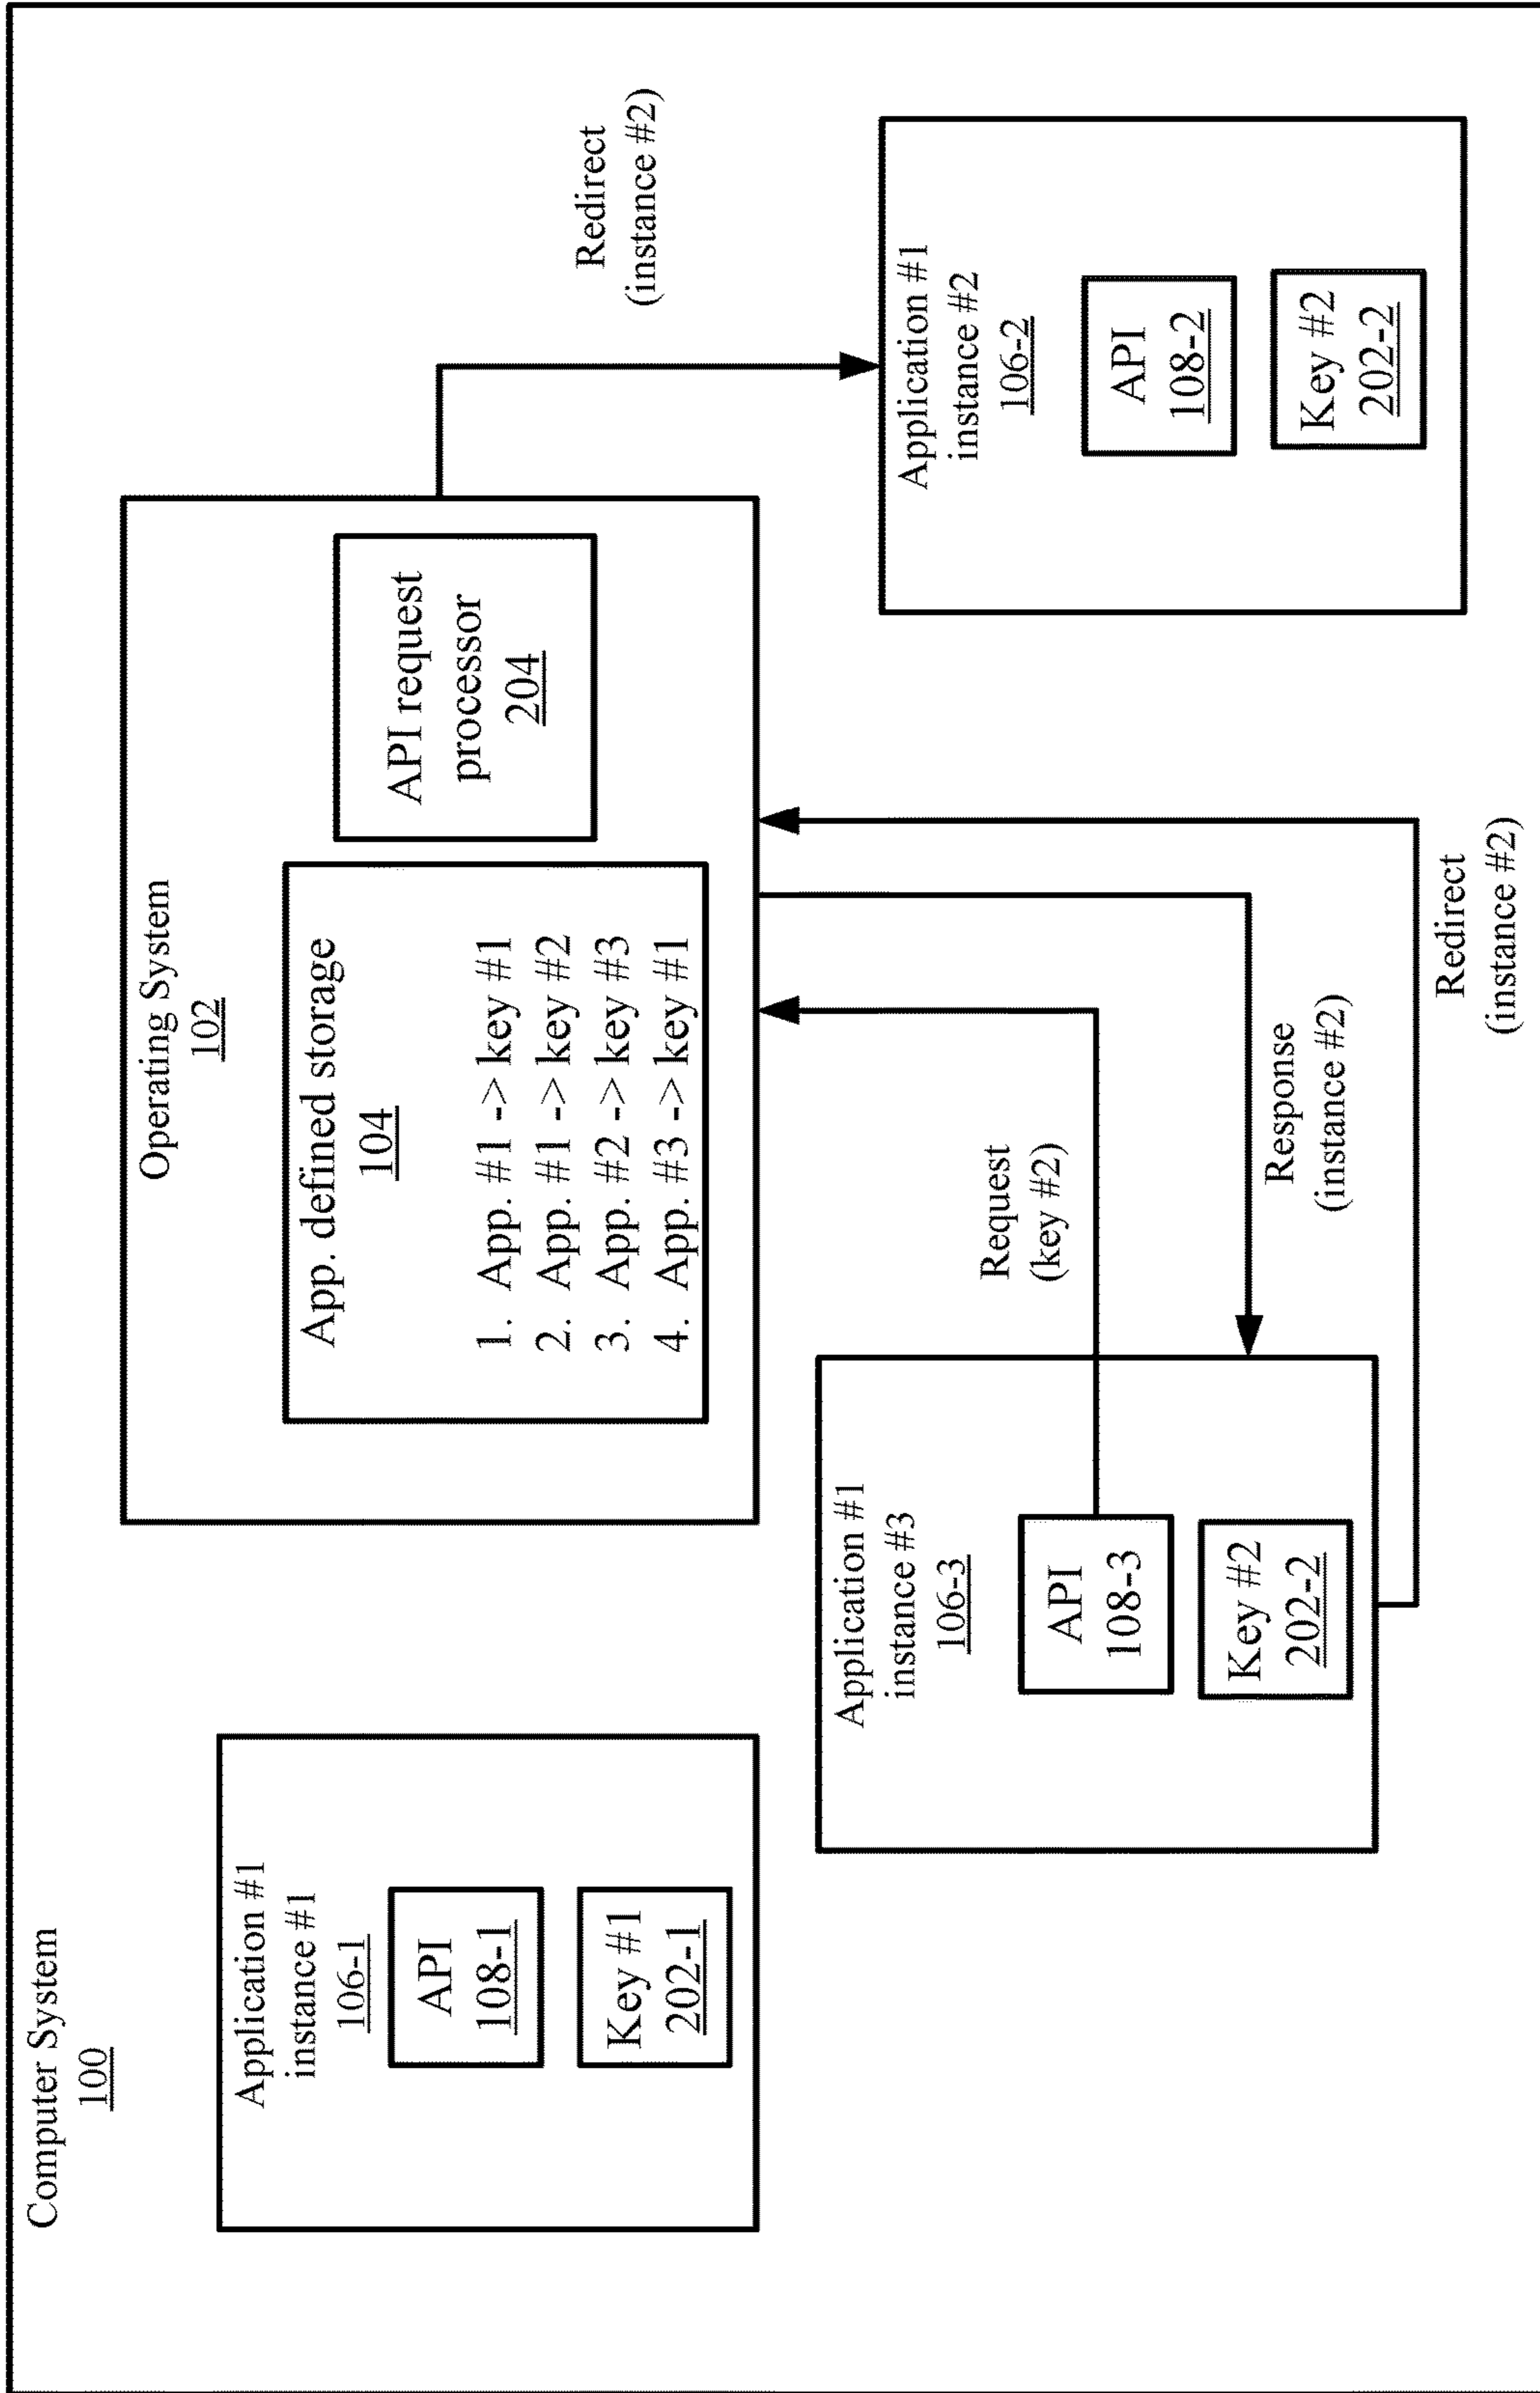 Computer System
100
Application #1
instance #1
106-1
API
108-1
Key #1
202-1
Operating System
102
App. defined storage
104
1. App. #1 -> key #1
2. App. #1 -> key #2
3. App. #2 -> key #3
4. App. #3 -> key #1
API request
processor
204
Redirect
(instance #2)
Application #1
instance #3
106-3
API
108-3
Key #2
202-2
Request
(key #2)
Response
(instance #2)
Redirect
(instance #2)
Application #1
instance #2
106-2
API
108-2
Key #2
202-2